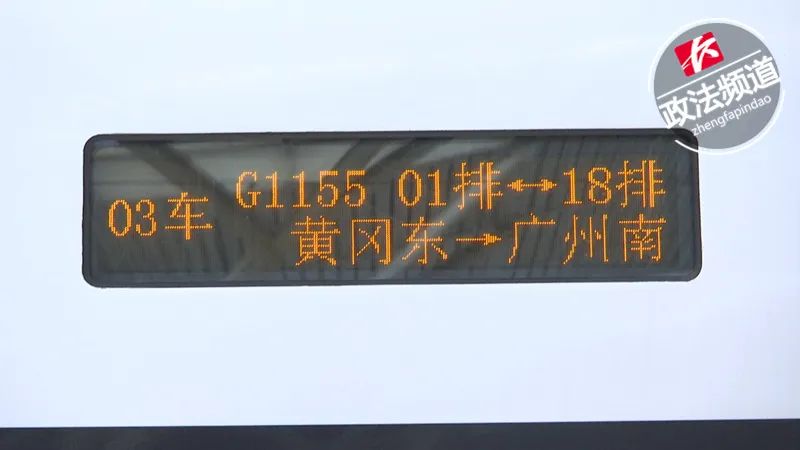 03车
G1155 01排↔18排
黄冈东→广州南
长
政法频道
zhengfapindao